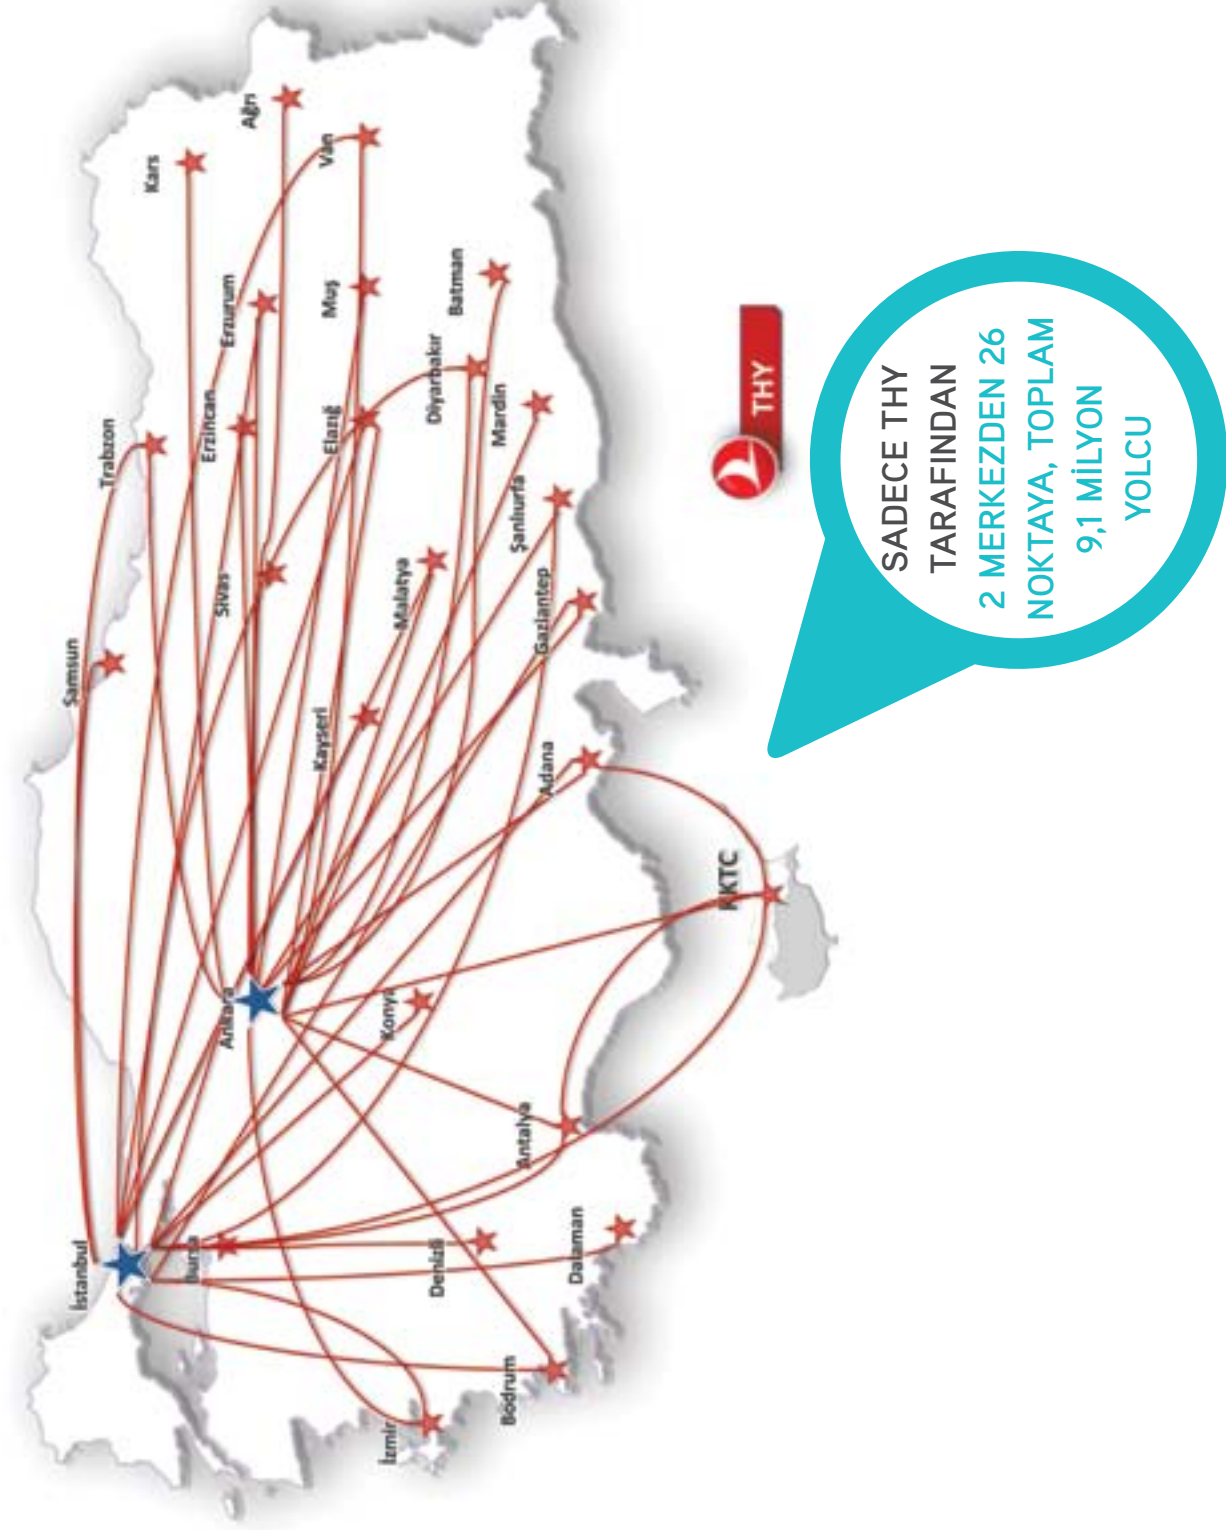 İstanbul
Samsun
Trabzon
Kars
Ağrı
Erzincan
Erzurum
Sivas
Van
Muş
Elazığ
Ankara
Bursa
Kayseri
Malatya
Diyarbakır
Batman
Mardin
Şanlıurfa
Gaziantep
Adana
Konya
İzmir
Denizli
Antalya
Bodrum
Dalaman
KKTC
THY
SADECE THY
TARAFINDAN
2 MERKEZDEN 26
NOKTAYA, TOPLAM
9,1 MİLYON
YOLCU